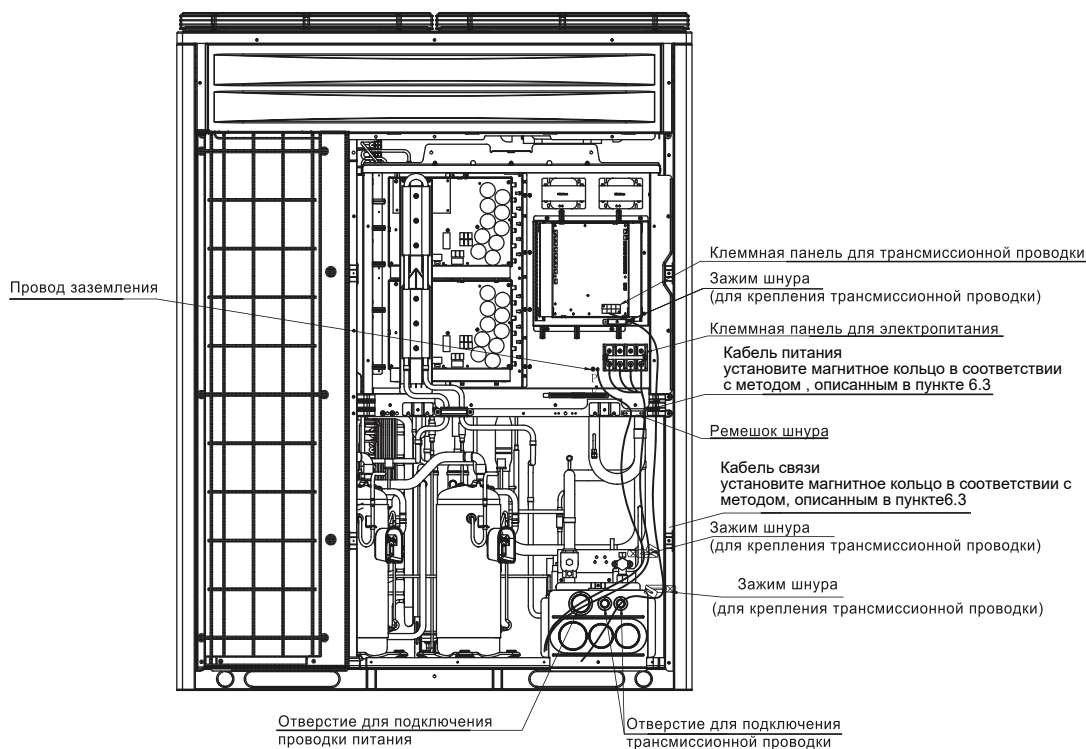 Клеммная панель для трансмиссионной проводки
Зажим шнура
(для крепления трансмиссионной проводки)
Провод заземления
Клеммная панель для электропитания
Кабель питания
установите магнитное кольцо в соответствии
с методом , описанным в пункте 6.3
Ремешок шнура
Кабель связи
установите магнитное кольцо в соответствии с
методом, описанным в пункте6.3
Зажим шнура
(для крепления трансмиссионной проводки)
Зажим шнура
(для крепления трансмиссионной проводки)
Отверстие для подключения
проводки питания
Отверстие для подключения
трансмиссионной проводки